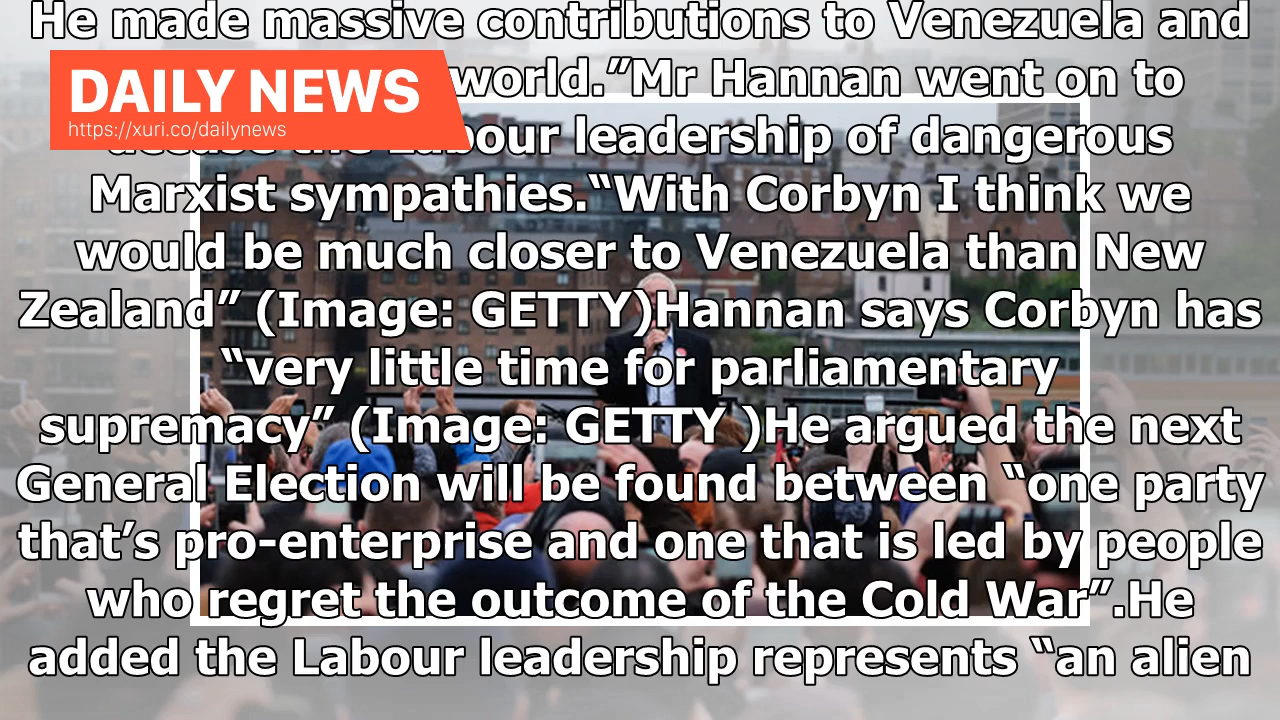 He made massive contributions to Venezuela and
DAILY NEWS
https://xuri.co/dailynews
world.”Mr Hannan went on to
Labour leadership of dangerous
Marxist sympathies.“With Corbyn I think we
would be much closer to Venezuela than New
Zealand” (Image: GETTY)Hannan says Corbyn has
“very little time for parliamentary
supremacy” (Image: GETTY )He argued the next
General Election will be found between “one party
that’s pro-enterprise and one that is led by people
who regret the outcome of the Cold War”.He
added the Labour leadership represents “an alien